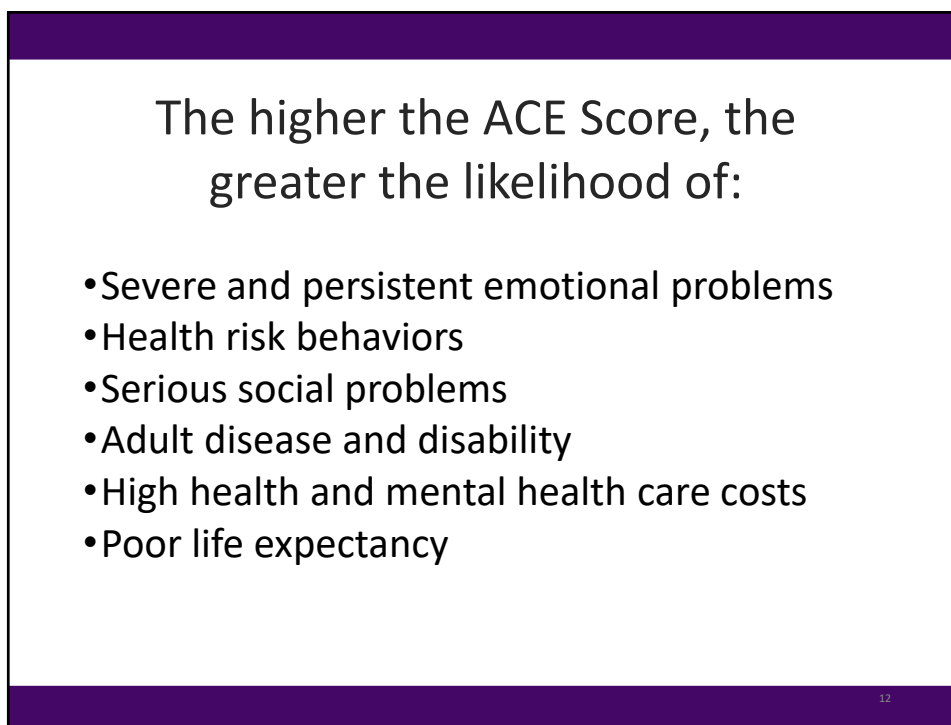 The higher the ACE Score, the
greater the likelihood of:
•Severe and persistent emotional problems
•Health risk behaviors
•Serious social problems
•Adult disease and disability
•High health and mental health care costs
•Poor life expectancy
12